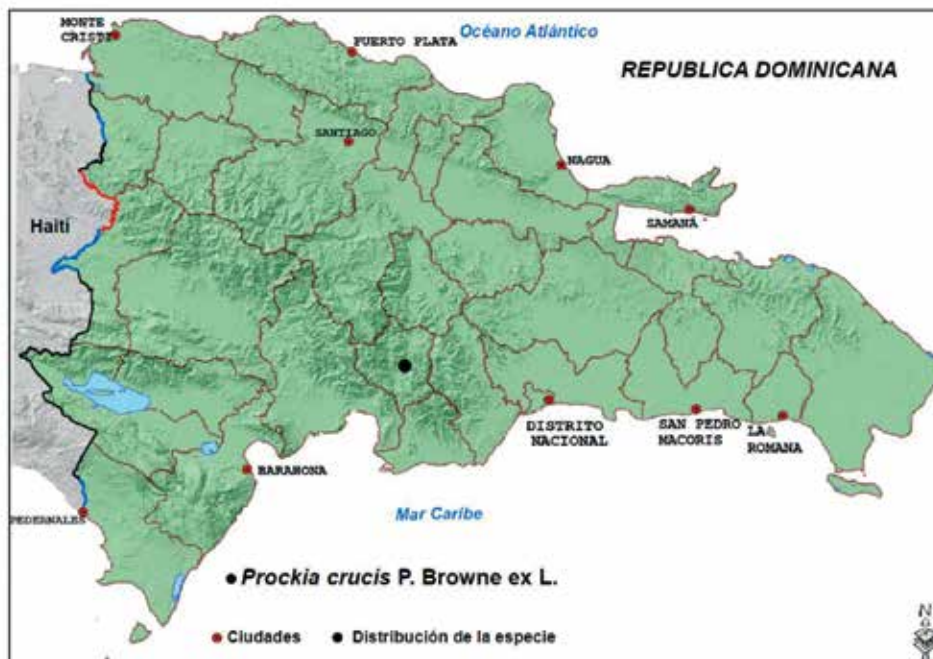 MONTE
CRISTI
Océano Atlántico
PUERTO PLATA
REPUBLICA DOMINICANA
SANTIAGO
NAGUA
SAMANÁ
Haití
DISTRITO
NACIONAL
SAN PEDRO
MACORIS
LA
ROMANA
BARAHONA
PEDERNALES
Mar Caribe
Prockia crucis P. Browne ex L.
Ciudades
Distribución de la especie
N